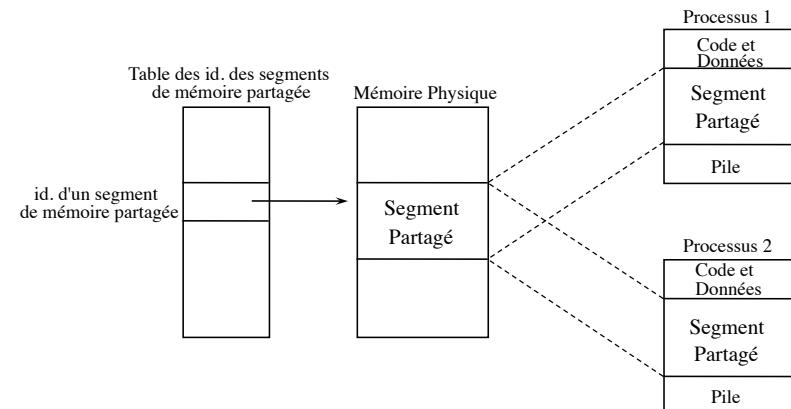 Table des id. des segments
de mémoire partagée
id. d'un segment
de mémoire partagée
Mémoire Physique
Segment
Partagé
Processus 1
Code et
Données
Segment
Partagé
Pile
Processus 2
Code et
Données
Segment
Partagé
Pile